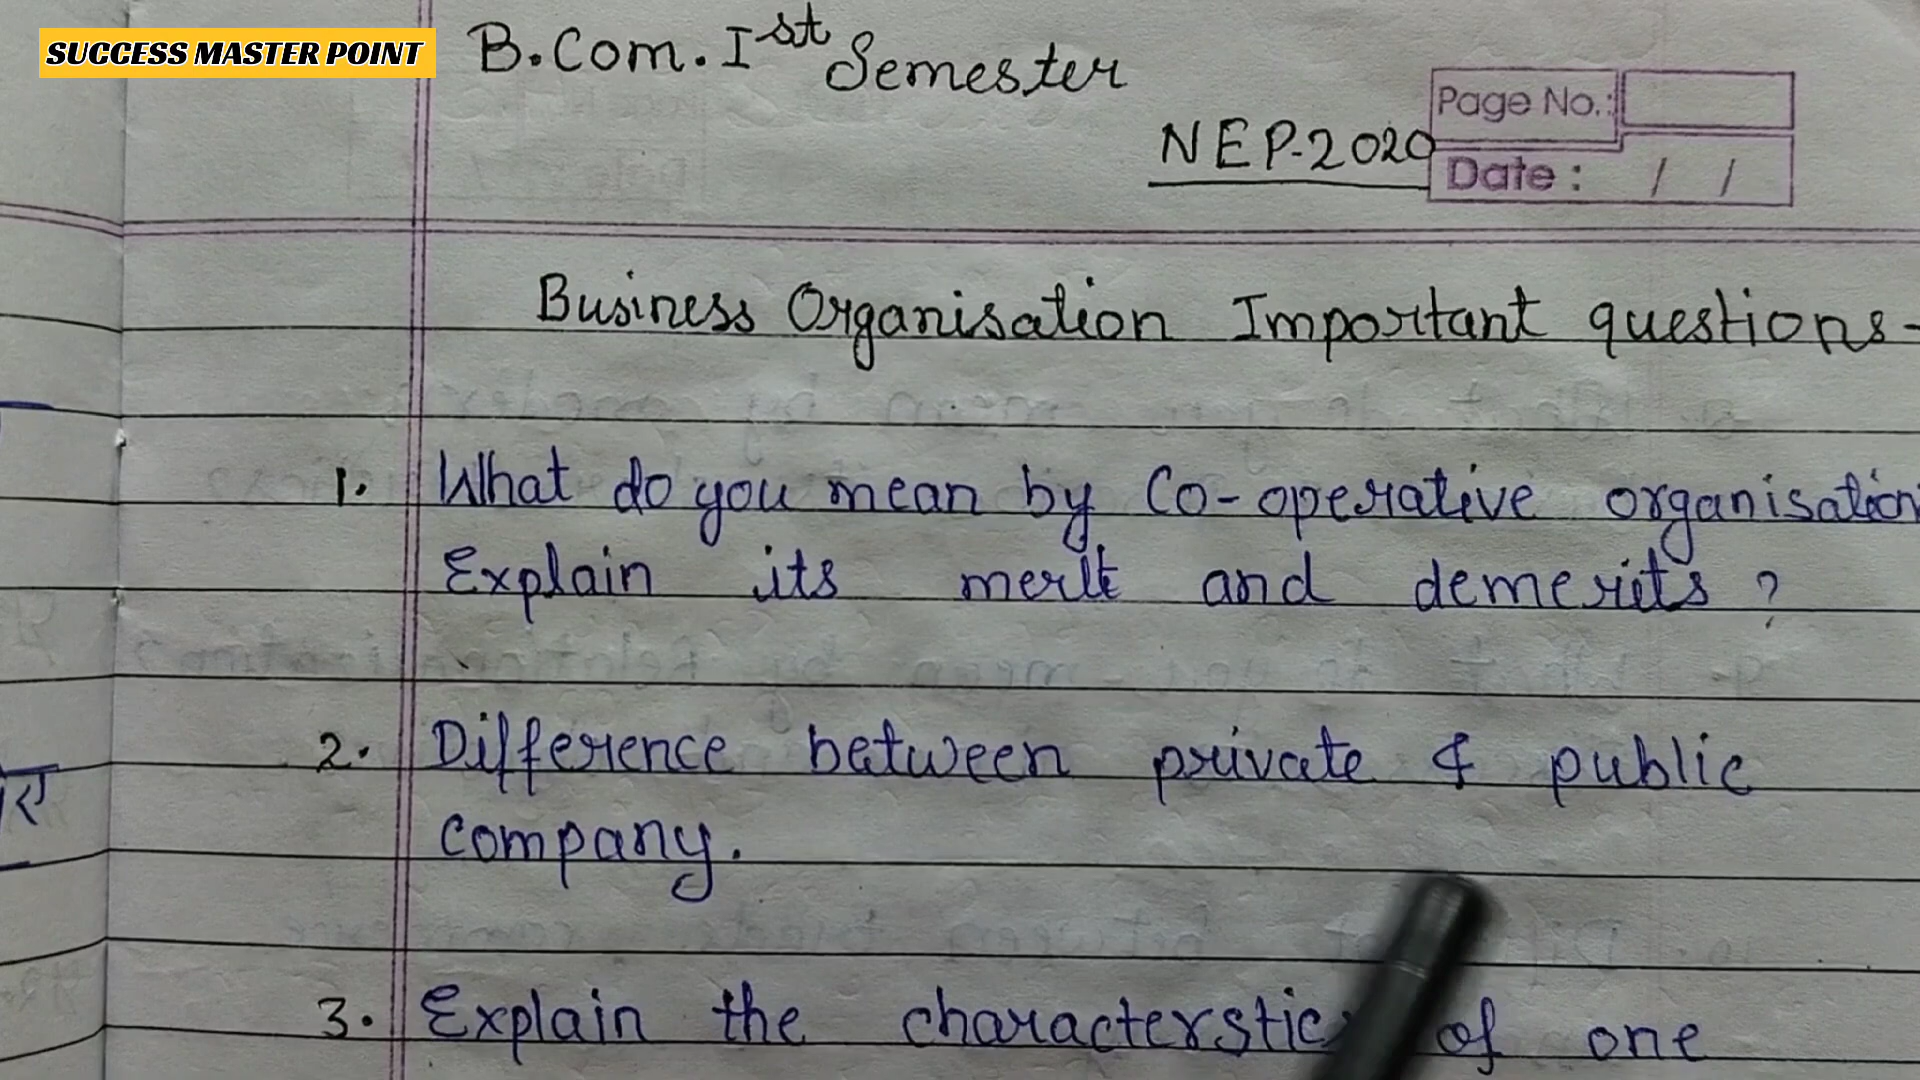 SUCCESS MASTER POINT
B.Com. Ist Semester
NEP-2020
Page No.:
Date : / /
Business Organisation Important questions-
1. What do you mean by Co-operative organisation
Explain its merit and demerits ?
2. Difference between private & public
company.
3. Explain the characterstic of one